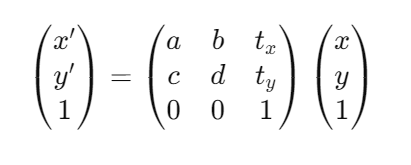 x′ a b tₓ x
y′ = c d t_y y
1 0 0 1 1